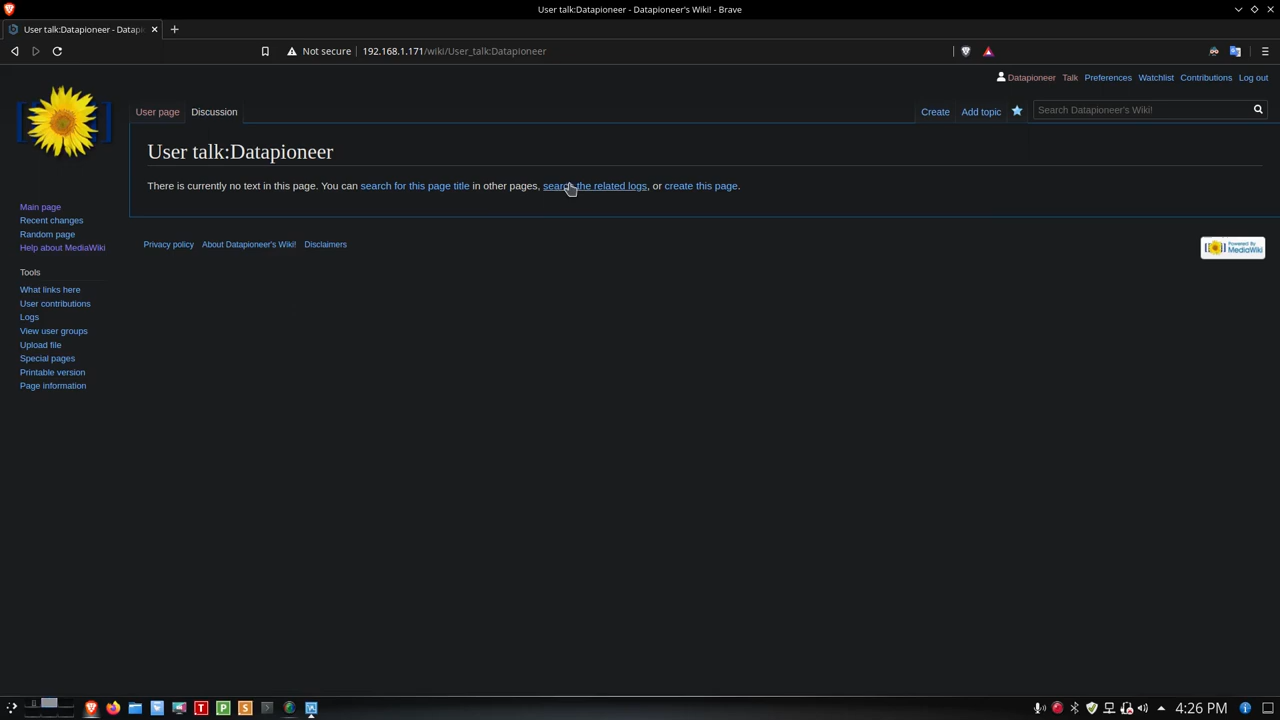 User talk:Datapioneer - Datapioneer's Wiki! - Brave
User talk:Datapioneer - Datapi
Not secure
192.168.1.171/wiki/User_talk:Datapioneer
Datapioneer Talk Preferences Watchlist Contributions Log out
User page Discussion Create Add topic Search Datapioneer's Wiki!
User talk:Datapioneer
There is currently no text in this page. You can search for this page title in other pages, search the related logs, or create this page.
Main page
Recent changes
Random page
Help about MediaWiki
Tools
What links here
User contributions
Logs
View user groups
Upload file
Special pages
Printable version
Page information
Privacy policy About Datapioneer's Wiki! Disclaimers
Powered By
MediaWiki
T P S
4:26 PM